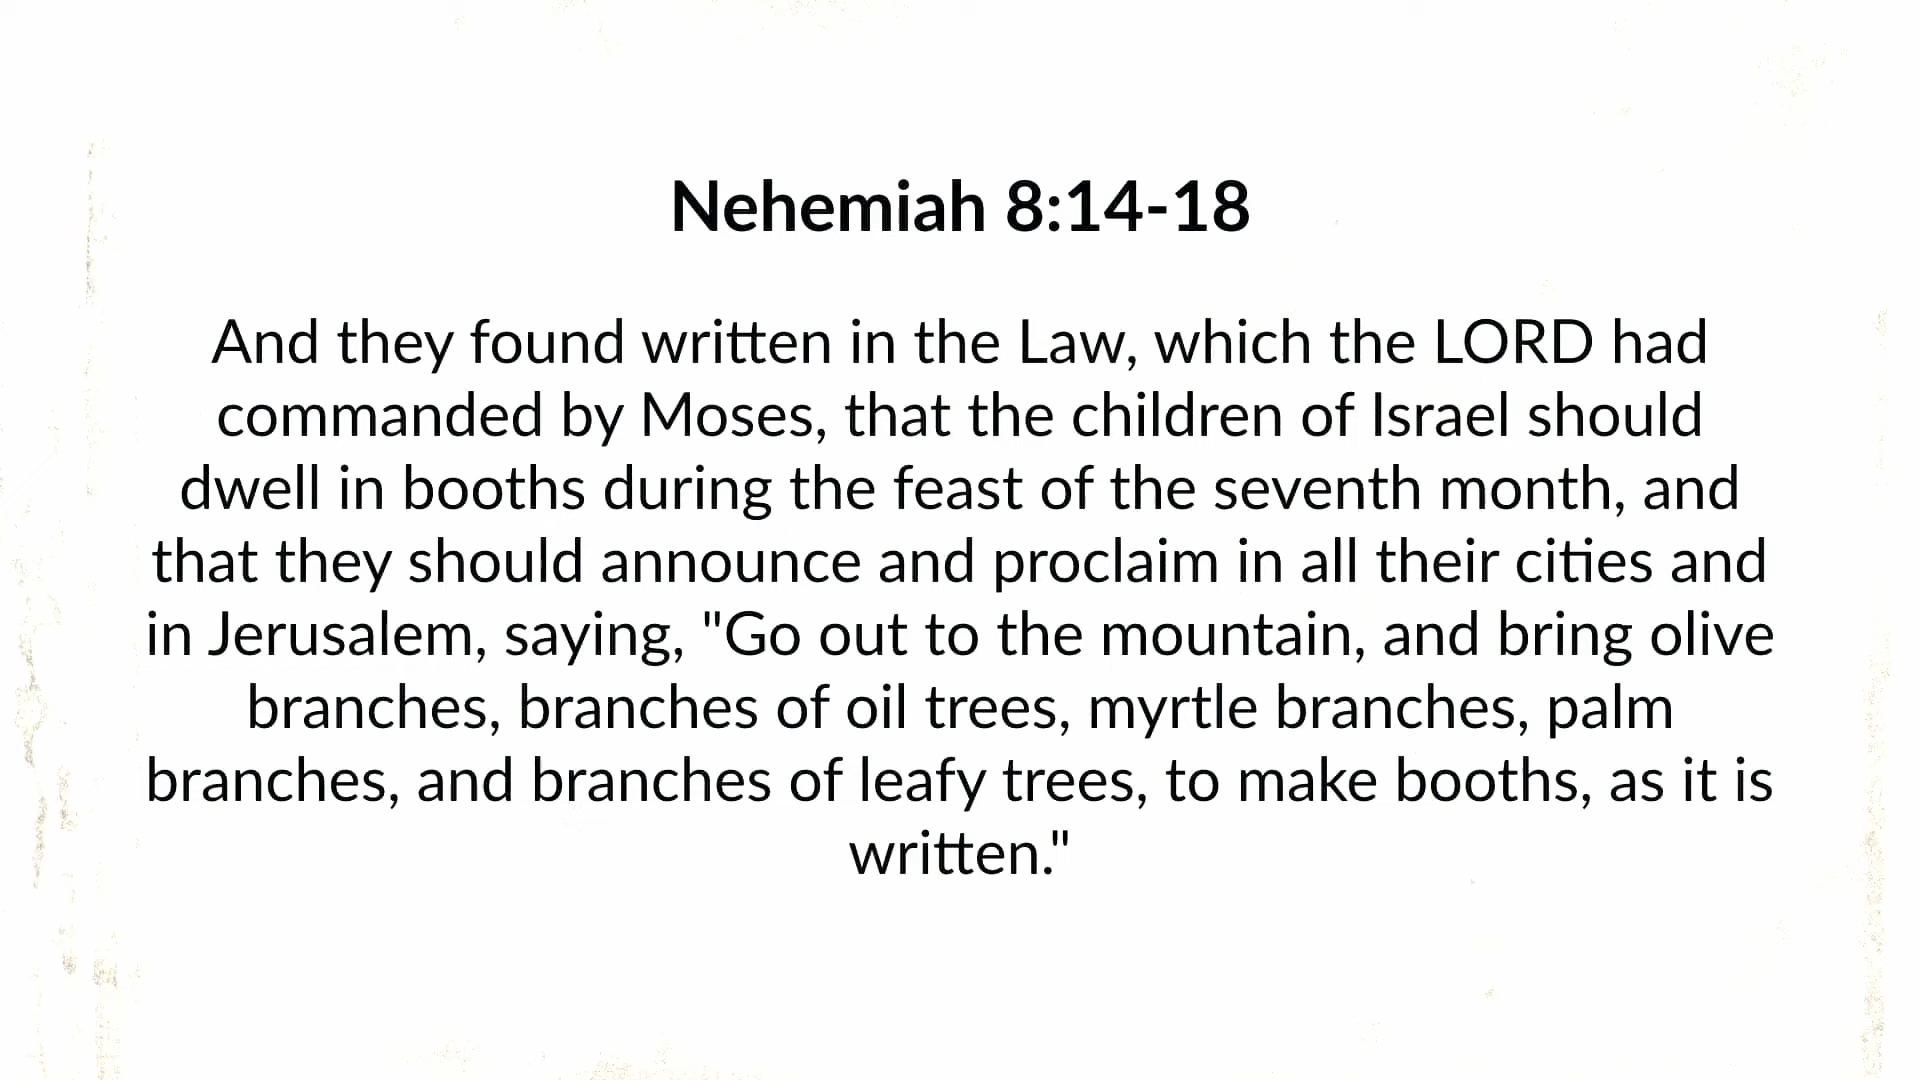 Nehemiah 8:14-18
And they found written in the Law, which the LORD had
commanded by Moses, that the children of Israel should
dwell in booths during the feast of the seventh month, and
that they should announce and proclaim in all their cities and
in Jerusalem, saying, "Go out to the mountain, and bring olive
branches, branches of oil trees, myrtle branches, palm
branches, and branches of leafy trees, to make booths, as it is
written."